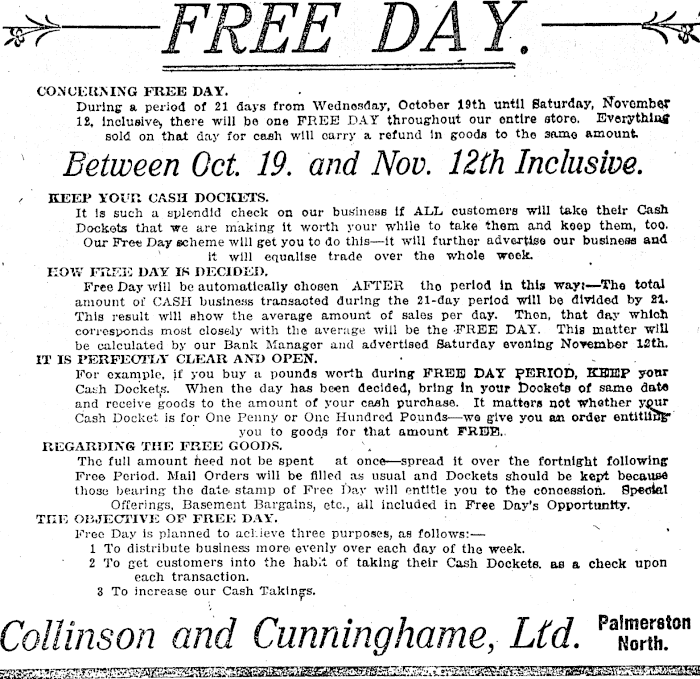 FREE DAY.
CONCERNING FREE DAY.
During a period of 21 days from Wednesday, October 19th until Saturday, November
12, inclusive, there will be one FREE DAY throughout our entire store. Everything
sold on that day for cash will carry a refund in goods to the same amount.
Between Oct. 19. and Nov. 12th Inclusive.
KEEP YOUR CASH DOCKETS.
It is such a splendid check on our business if ALL customers will take their Cash
Dockets that we are making it worth your while to take them and keep them, too.
Our Free Day scheme will get you to do this—it will further advertise our business and
it will equalise trade over the whole week.
HOW FREE DAY IS DECIDED.
Free Day will be automatically chosen AFTER the period in this way:—The total
amount of CASH business transacted during the 21-day period will be divided by 21.
This result will show the average amount of sales per day. Then, that day which
corresponds most closely with the average will be the FREE DAY. This matter will
be calculated by our Bank Manager and advertised Saturday evening November 12th.
IT IS PERFECTLY CLEAR AND OPEN.
For example, if you buy a pounds worth during FREE DAY PERIOD, KEEP your
Cash Dockets. When the day has been decided, bring in your Dockets of same date
and receive goods to the amount of your cash purchase. It matters not whether your
Cash Docket is for One Penny or One Hundred Pounds—we give you an order entitling
you to goods for that amount FREE.
REGARDING THE FREE GOODS.
The full amount need not be spent at once—spread it over the fortnight following
Free Period. Mail Orders will be filled as usual and Dockets should be kept because
those bearing the date stamp of Free Day will entitle you to the concession. Special
Offerings, Basement Bargains, etc., all included in Free Day's Opportunity.
THE OBJECTIVE OF FREE DAY.
Free Day is planned to achieve three purposes, as follows:—
1 To distribute business more evenly over each day of the week.
2 To get customers into the habit of taking their Cash Dockets. as a check upon
each transaction.
3 To increase our Cash Takings.
Collinson and Cunninghame, Ltd. Palmerston
North.